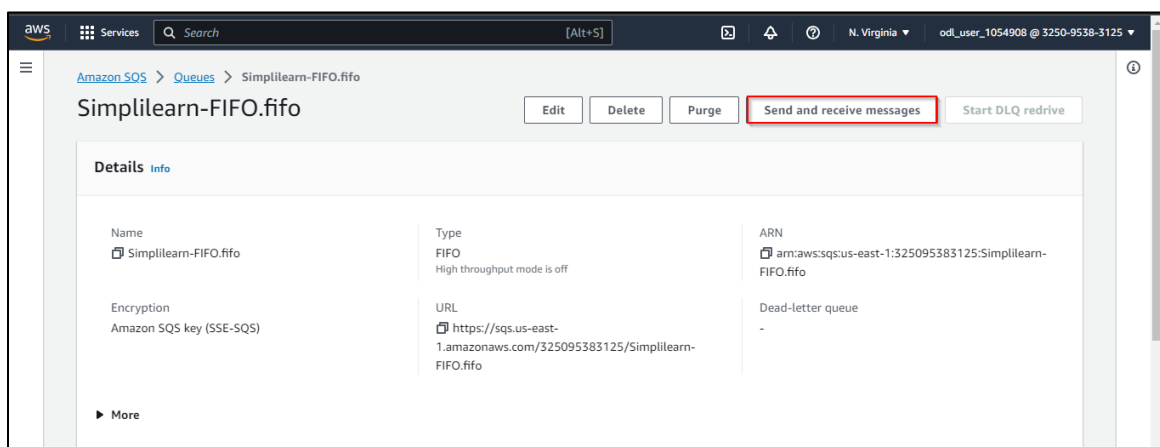 aws Services Search [Alt+S] N. Virginia ▼ odl_user_1054908 @ 3250-9538-3125 ▼
Amazon SQS > Queues > Simplilearn-FIFO.fifo
Simplilearn-FIFO.fifo Edit Delete Purge Send and receive messages Start DLQ redrive
Details Info
Name
Simplilearn-FIFO.fifo
Type
FIFO
High throughput mode is off
ARN
arn:aws:sqs:us-east-1:325095383125:Simplilearn-
FIFO.fifo
Encryption
Amazon SQS key (SSE-SQS)
URL
https://sqs.us-east-
1.amazonaws.com/325095383125/Simplilearn-
FIFO.fifo
Dead-letter queue
-
▶ More